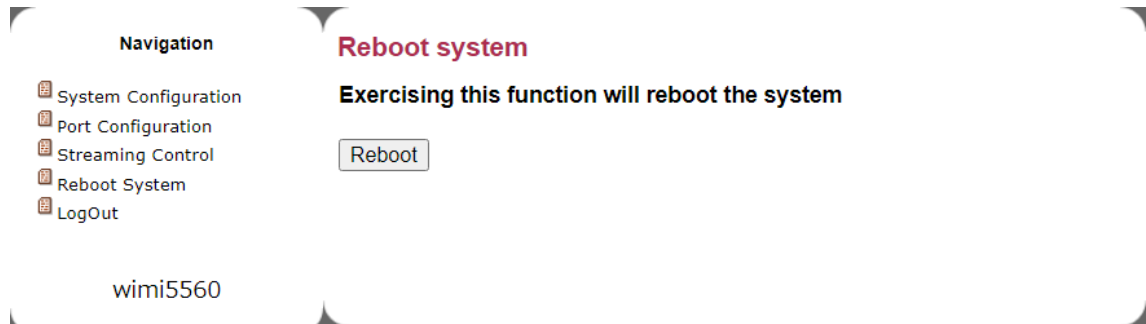 Navigation
System Configuration
Port Configuration
Streaming Control
Reboot System
LogOut
wimi5560
Reboot system
Exercising this function will reboot the system
Reboot